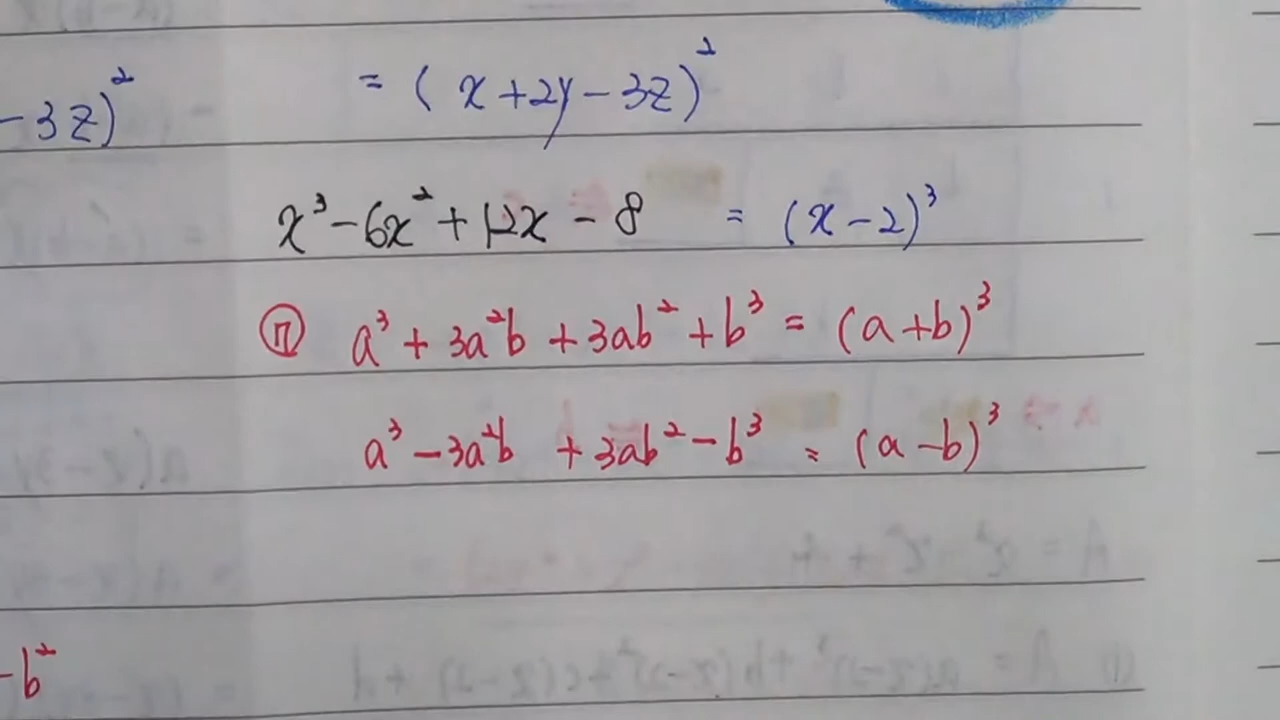 -3z)² = (x+2y-3z)²
x³-6x²+12x-8 = (x-2)³
a³+3a²b+3ab²+b³ = (a+b)³
a³-3a²b+3ab²-b³ = (a-b)³
-b²